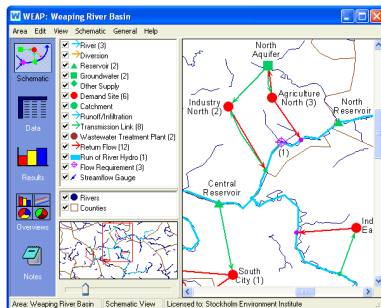 WEAP: Weaping River Basin
Area Edit View Schematic General Help
Schematic
Data
Results
Overviews
Notes
River (3)
Diversion
Reservoir (2)
Groundwater (2)
Other Supply
Demand Site (6)
Catchment
Runoff/Infiltration
Transmission Link (8)
Wastewater Treatment Plant (2)
Return Flow (12)
Run of River Hydro (1)
Flow Requirement (3)
Streamflow Gauge
Rivers
Counties
North
Aquifer
Agriculture
North (3)
Industry
North (2)
North
Reservoir
(1)
Central
Reservoir
Ind
Ea
South
City (1)
Area: Weaping River Basin Schematic View Licensed to: Stockholm Environment Institute